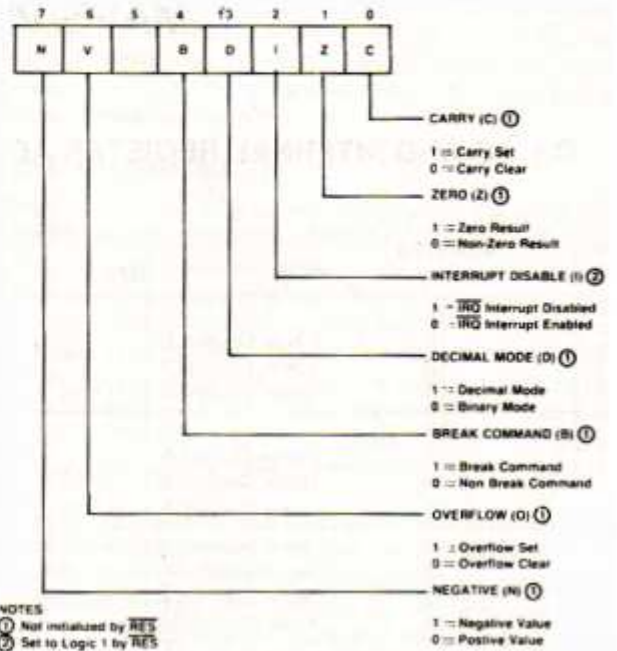 7 6 5 4 3 2 1 0
N V B D I Z C
CARRY (C) ①
1 = Carry Set
0 = Carry Clear
ZERO (Z) ①
1 = Zero Result
0 = Non-Zero Result
INTERRUPT DISABLE (I) ②
1 = IRQ Interrupt Disabled
0 = IRQ Interrupt Enabled
DECIMAL MODE (D) ①
1 = Decimal Mode
0 = Binary Mode
BREAK COMMAND (B) ①
1 = Break Command
0 = Non Break Command
OVERFLOW (O) ①
1 = Overflow Set
0 = Overflow Clear
NEGATIVE (N) ①
1 = Negative Value
0 = Postive Value
NOTES
① Not initialized by RES
② Set to Logic 1 by RES